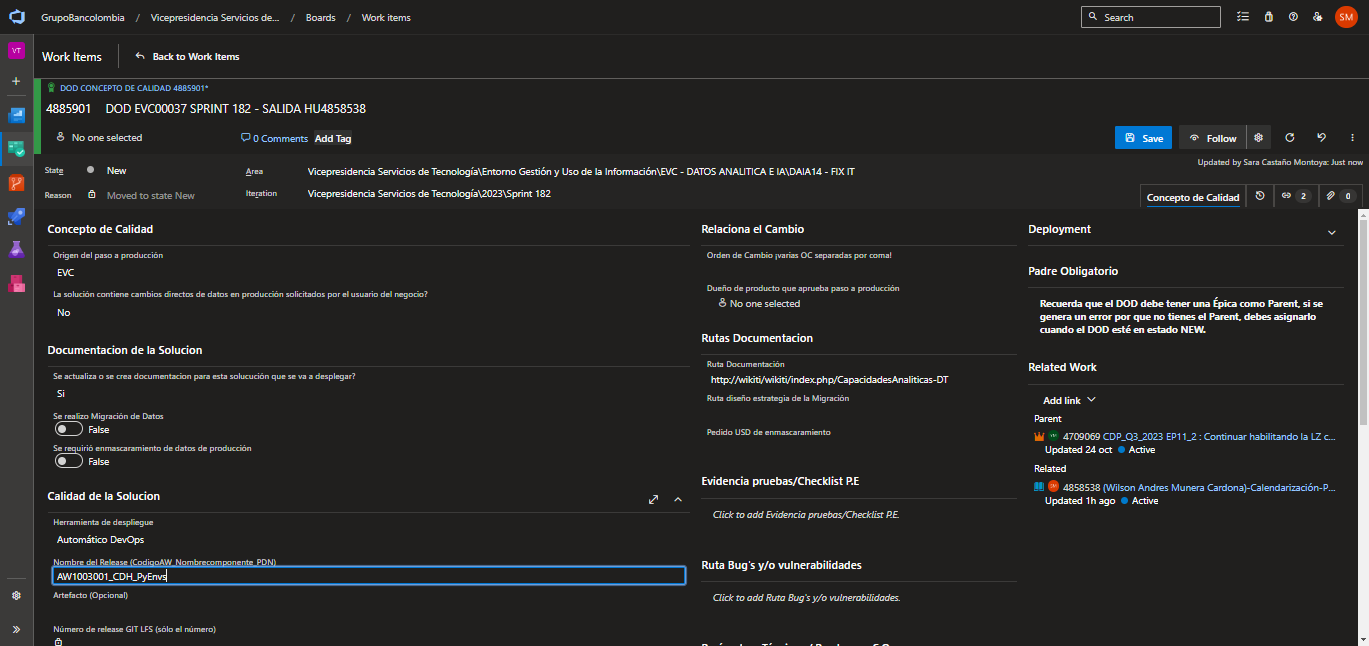 GrupoBancolombia / Vicepresidencia Servicios de... / Boards / Work items
Search
SM
VT
Work Items
Back to Work Items
DOD CONCEPTO DE CALIDAD 4885901*
4885901 DOD EVC00037 SPRINT 182 - SALIDA HU4858538
No one selected
0 Comments
Add Tag
Save
Follow
Updated by Sara Castaño Montoya: Just now
State
New
Area
Vicepresidencia Servicios de Tecnología\Entorno Gestión y Uso de la Información\EVC - DATOS ANALITICA E IA\DAIA14 - FIX IT
Reason
Moved to state New
Iteration
Vicepresidencia Servicios de Tecnología\2023\Sprint 182
Concepto de Calidad
2
0
Concepto de Calidad
Origen del paso a producción
EVC
La solución contiene cambios directos de datos en producción solicitados por el usuario del negocio?
No
Documentacion de la Solucion
Se actualiza o se crea documentacion para esta solucución que se va a desplegar?
Si
Se realizo Migración de Datos
False
Se requirió enmascaramiento de datos de producción
False
Calidad de la Solucion
Herramienta de despliegue
Automático DevOps
Nombre del Release (CodigoAW_Nombrecomponente_PDN)
AW1003001_CDH_PyEnvs
Artefacto (Opcional)
Número de release GIT LFS (sólo el número)
Relaciona el Cambio
Orden de Cambio ¡varias OC separadas por coma!
Dueño de producto que aprueba paso a producción
No one selected
Rutas Documentacion
Ruta Documentación
http://wikiti/wikiti/index.php/CapacidadesAnaliticas-DT
Ruta diseño estrategia de la Migración
Pedido USD de enmascaramiento
Evidencia pruebas/Checklist P.E
Click to add Evidencia pruebas/Checklist P.E.
Ruta Bug's y/o vulnerabilidades
Click to add Ruta Bug's y/o vulnerabilidades.
Deployment
Padre Obligatorio
Recuerda que el DOD debe tener una Épica como Parent, si se
genera un error por que no tienes el Parent, debes asignarlo
cuando el DOD esté en estado NEW.
Related Work
Add link
Parent
4709069 CDP_Q3_2023 EP11_2 : Continuar habilitando la LZ c...
Updated 24 oct Active
Related
SM 4858538 (Wilson Andres Munera Cardona)-Calendarización-P...
Updated 1h ago Active